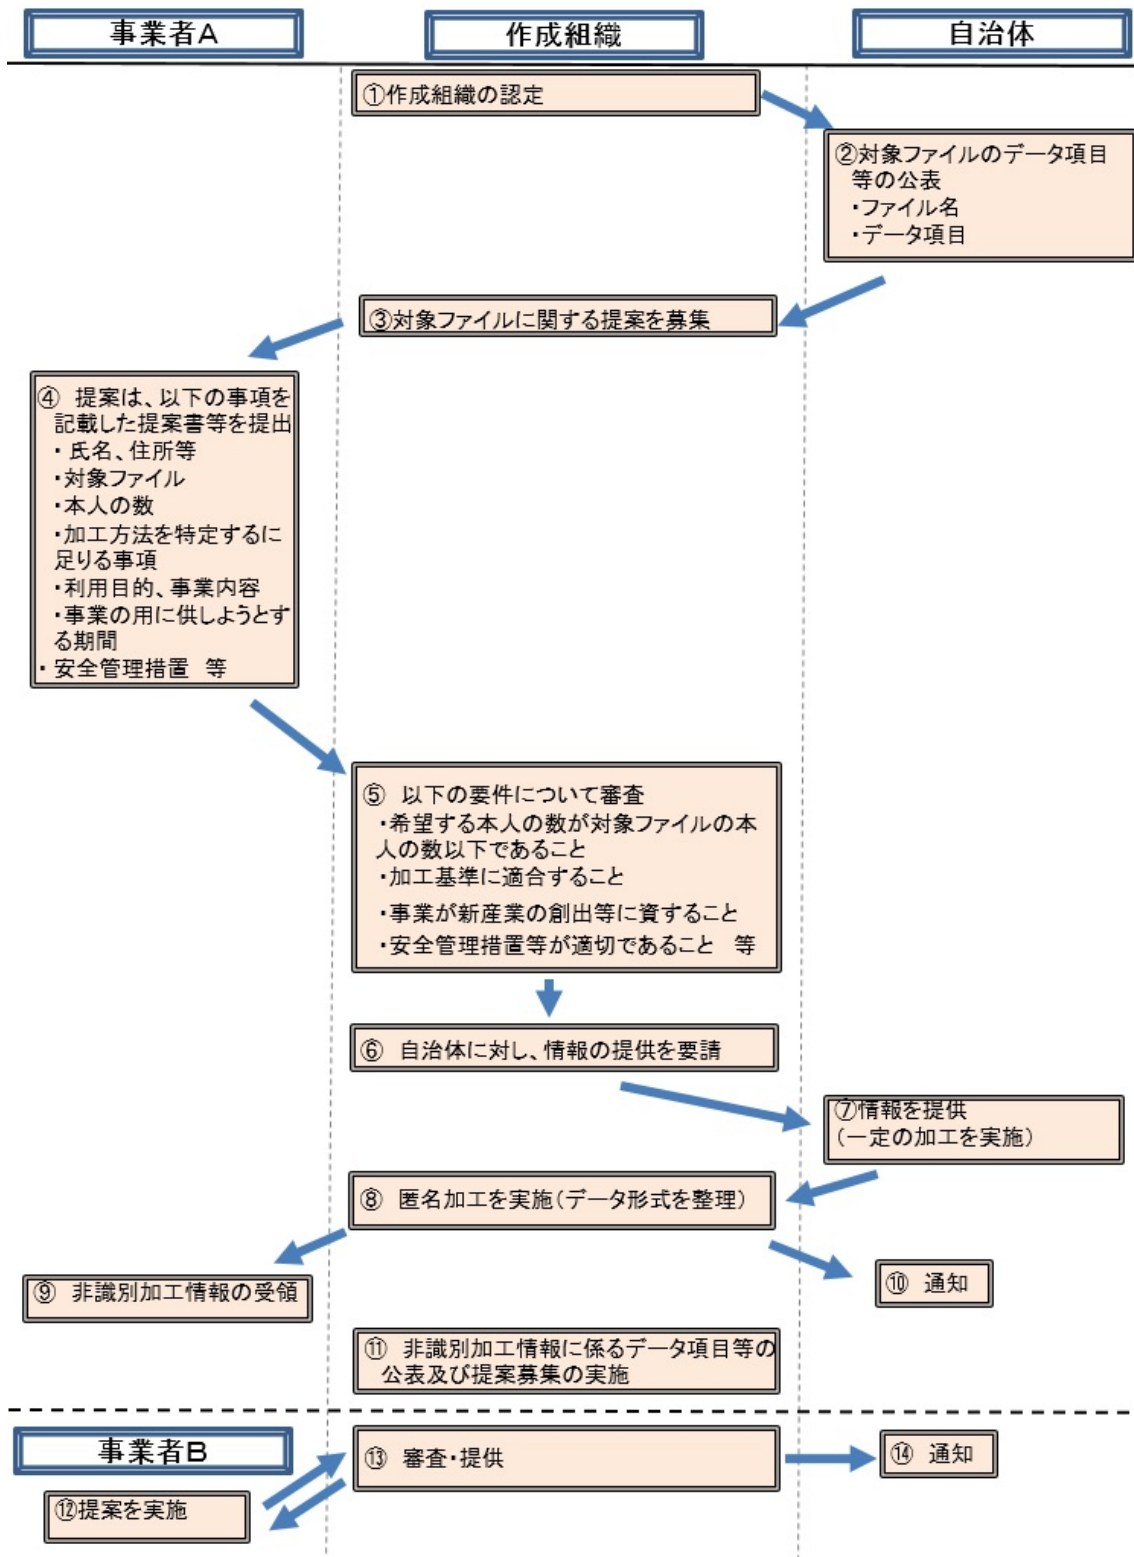 事業者A
作成組織
自治体
①作成組織の認定
②対象ファイルのデータ項目
等の公表
・ファイル名
・データ項目
③対象ファイルに関する提案を募集
④ 提案は、以下の事項を
記載した提案書等を提出
・氏名、住所等
・対象ファイル
・本人の数
・加工方法を特定するに
足りる事項
・利用目的、事業内容
・事業の用に供しようとす
る期間
・安全管理措置 等
⑤ 以下の要件について審査
・希望する本人の数が対象ファイルの本
人の数以下であること
・加工基準に適合すること
・事業が新産業の創出等に資すること
・安全管理措置等が適切であること 等
⑥ 自治体に対し、情報の提供を要請
⑦情報を提供
(一定の加工を実施)
⑧ 匿名加工を実施(データ形式を整理)
⑨ 非識別加工情報の受領
⑩ 通知
⑪ 非識別加工情報に係るデータ項目等の
公表及び提案募集の実施
事業者B
⑫提案を実施
⑬ 審査・提供
⑭ 通知